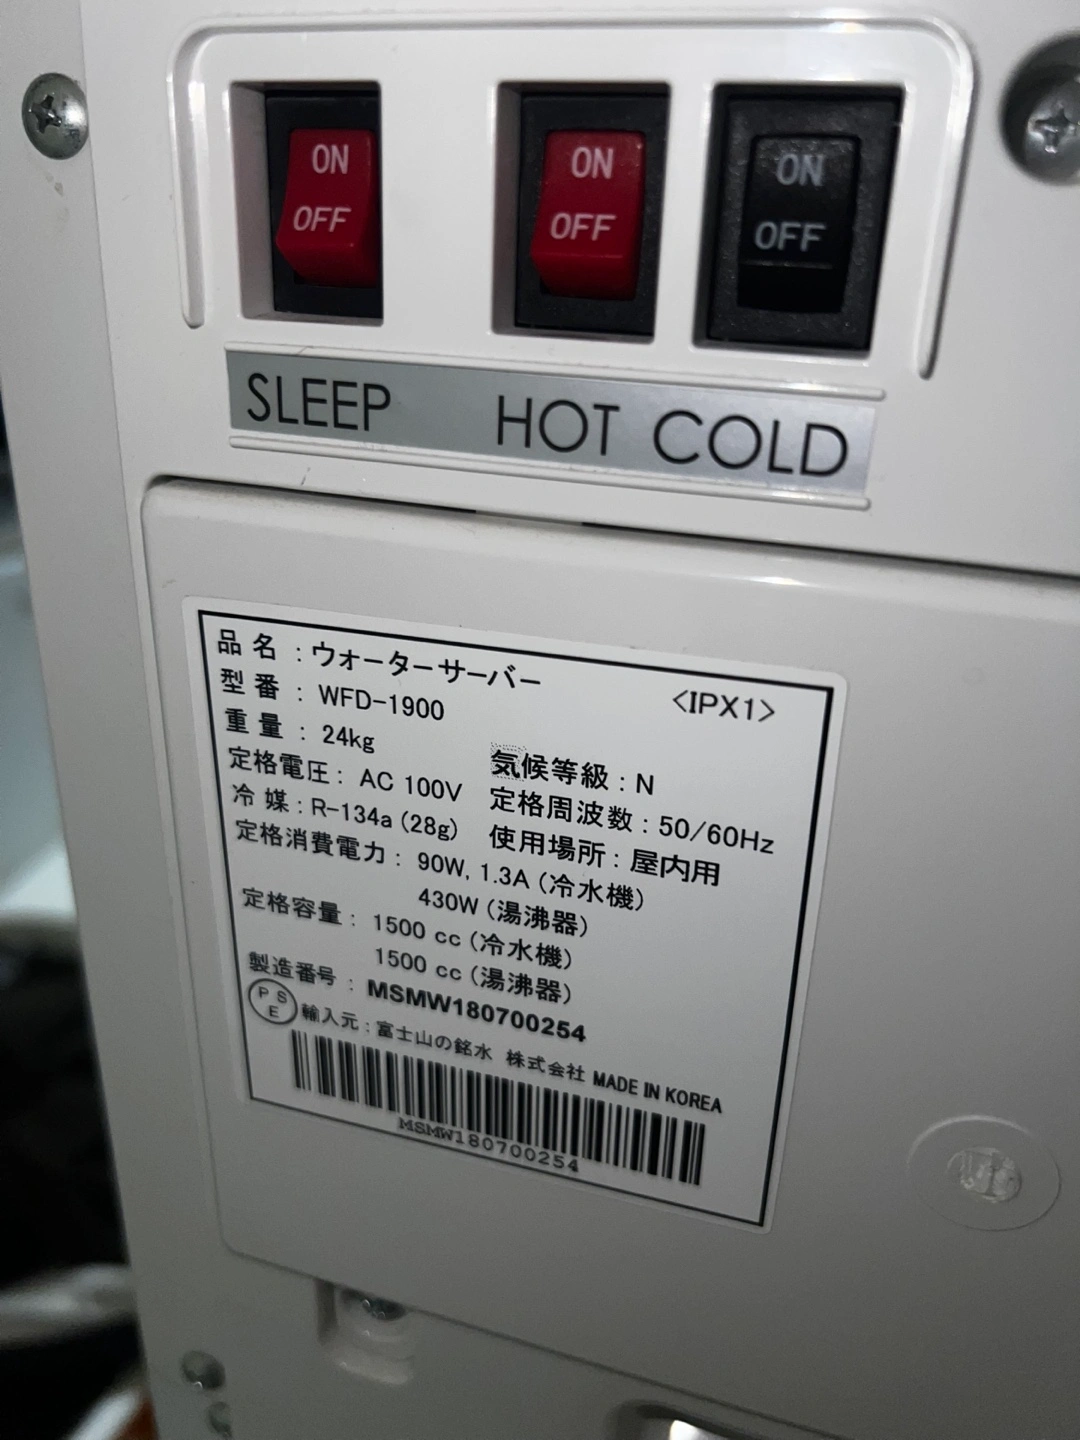 ON ON ON
OFF OFF OFF
SLEEP HOT COLD
品名 : ウォーターサーバー
<IPX1>
型番 : WFD-1900
重量 : 24kg
気候等級 : N
定格電圧 : AC 100V
定格周波数 : 50/60Hz
冷媒 : R-134a (28g)
使用場所 : 屋内用
定格消費電力 : 90W, 1.3A (冷水機)
430W (湯沸器)
定格容量 : 1500 cc (冷水機)
1500 cc (湯沸器)
製造番号 : MSMW180700254
PSE
輸入元 : 富士山の銘水 株式会社 MADE IN KOREA
MSMW180700254